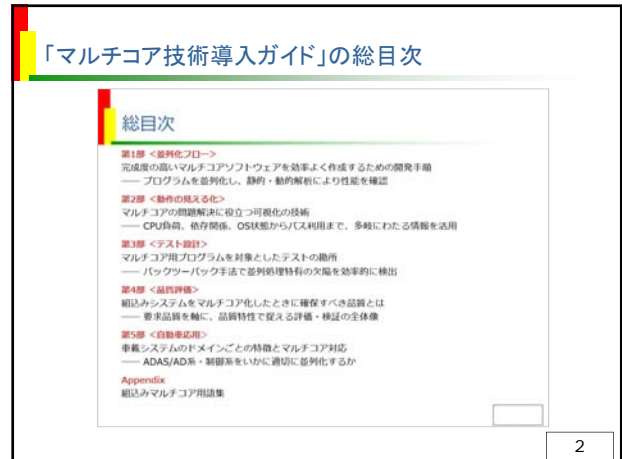 「マルチコア技術導入ガイド」の総目次
総目次
第1部 <並列化フロー>
完成度の高いマルチコアソフトウェアを効率よく作成するための開発手順
―― プログラムを並列化し、静的・動的解析により性能を確認
第2部 <動作の見える化>
マルチコアの問題解決に役立つ可視化の技術
―― CPU負荷、依存関係、OS状態からバス利用まで、多岐にわたる情報を活用
第3部 <テスト設計>
マルチコア用プログラムを対象としたテストの勘所
―― バックツーバック手法で並列処理特有の欠陥を効率的に検出
第4部 <品質評価>
組込みシステムをマルチコア化したときに確保すべき品質とは
―― 要求品質を軸に、品質特性で捉える評価・検証の全体像
第5部 <自動車応用>
車載システムのドメインごとの特徴とマルチコア対応
―― ADAS/AD系・制御系をいかに適切に並列化するか
Appendix
組込みマルチコア用語集
2